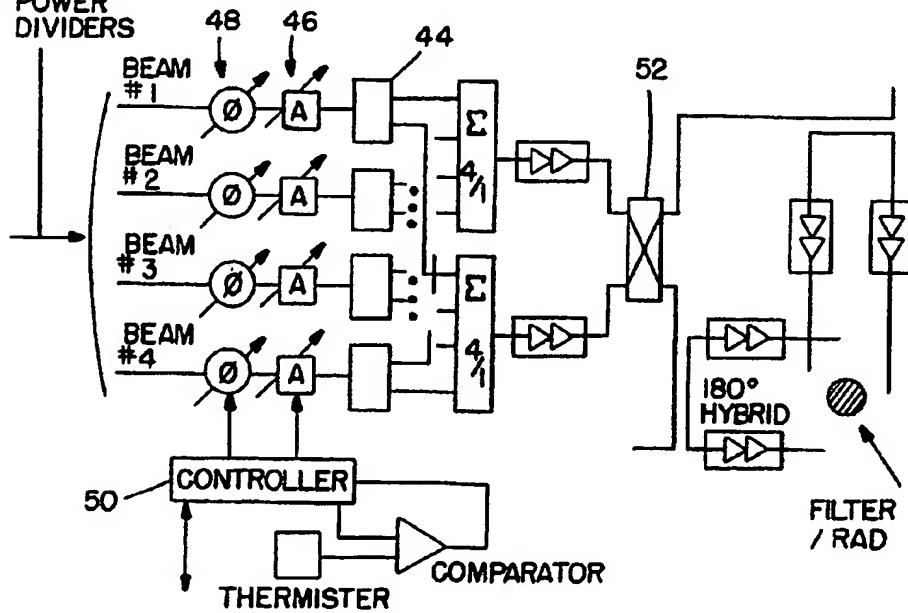 POWER
DIVIDERS
48
46
44
52
BEAM
#1
Ø
A
Σ
4/1
BEAM
#2
Ø
A
BEAM
#3
Ø
A
Σ
4/1
BEAM
#4
Ø
A
180°
HYBRID
50
CONTROLLER
FILTER
/ RAD
THERMISTER
COMPARATOR